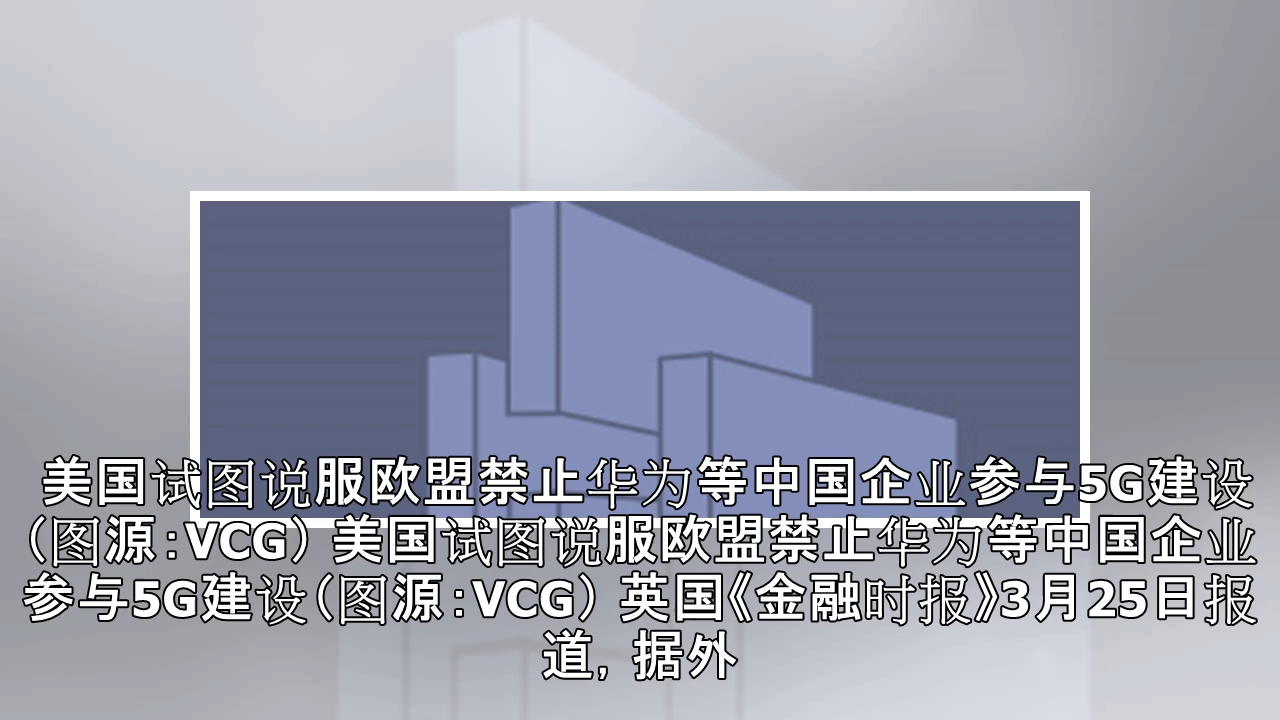 美国试图说服欧盟禁止华为等中国企业参与5G建设
（图源：VCG） 美国试图说服欧盟禁止华为等中国企业
参与5G建设（图源：VCG） 英国《金融时报》3月25日报
道，据外